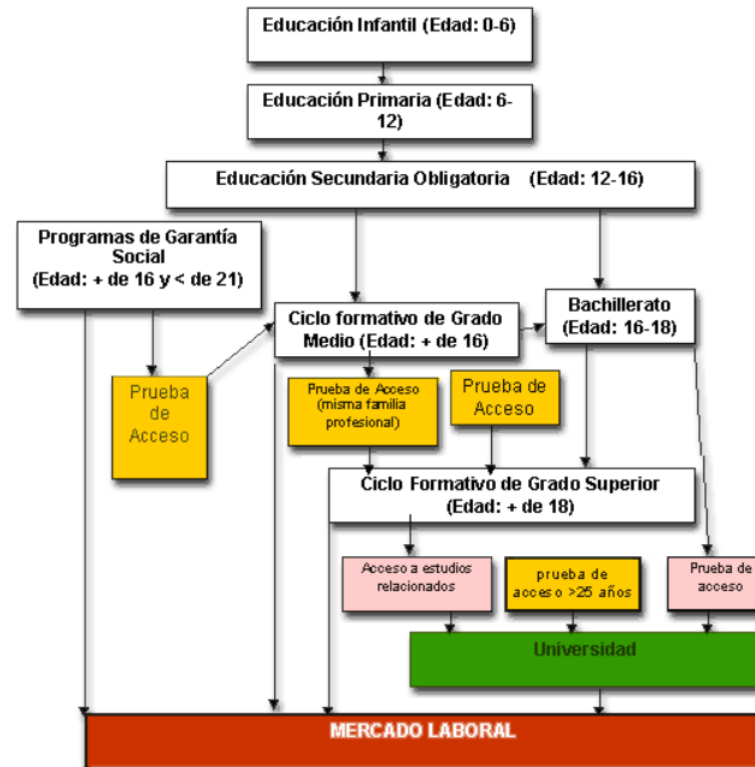 Educación Infantil (Edad: 0-6)
Educación Primaria (Edad: 6-
12)
Educación Secundaria Obligatoria (Edad: 12-16)
Programas de Garantía
Social
(Edad: + de 16 y < de 21)
Ciclo formativo de Grado
Medio (Edad: + de 16)
Bachillerato
(Edad: 16-18)
Prueba
de
Acceso
Prueba de Acceso
(misma familia
profesional)
Prueba de
Acceso
Ciclo Formativo de Grado Superior
(Edad: + de 18)
Acceso a estudios
relacionados
prueba de
acceso >25 años
Prueba de
acceso
Universidad
MERCADO LABORAL